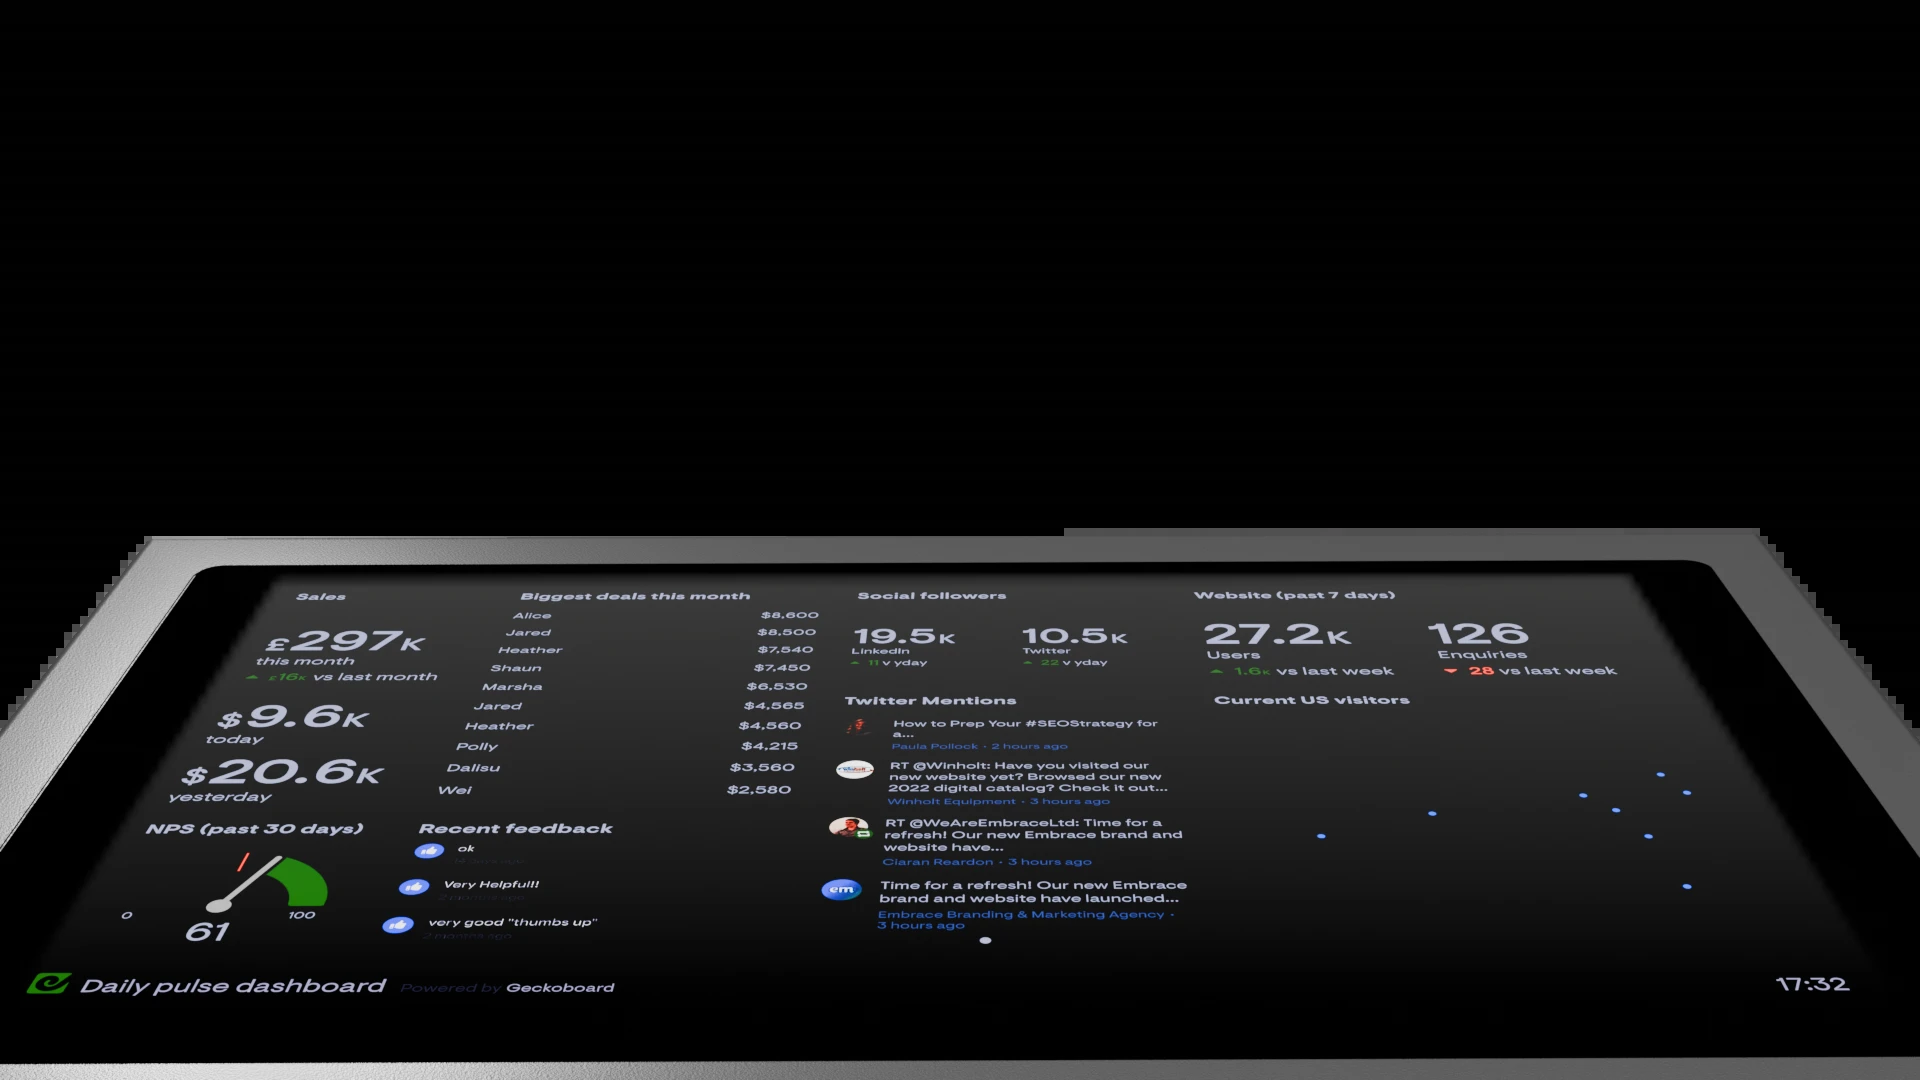 Sales
£297K
this month
£16K vs last month
$9.6K
today
$20.6K
yesterday
Biggest deals this month
Alice $8,600
Jared $8,500
Heather $7,540
Shaun $7,450
Marsha $6,530
Jared $4,565
Heather $4,560
Polly $4,215
Dalisu $3,560
Wei $2,580
NPS (past 30 days)
0
100
61
Recent feedback
ok
Very Helpful!
2 months ago
very good "thumbs up"
2 months ago
Social followers
19.5K
LinkedIn
11 v yday
10.5K
Twitter
22 v yday
Twitter Mentions
How to Prep Your #SEOStrategy for
a...
Paula Pollock · 2 hours ago
RT @Winholt: Have you visited our
new website yet? Browsed our new
2022 digital catalog? Check it out...
Winholt Equipment · 3 hours ago
RT @WeAreEmbraceLtd: Time for a
refresh! Our new Embrace brand and
website have...
Ciaran Reardon · 3 hours ago
em
Time for a refresh! Our new Embrace
brand and website have launched...
Embrace Branding & Marketing Agency ·
3 hours ago
Website (past 7 days)
27.2K
Users
1.6K vs last week
126
Enquiries
28 vs last week
Current US visitors
Daily pulse dashboard Powered by Geckoboard
17:32